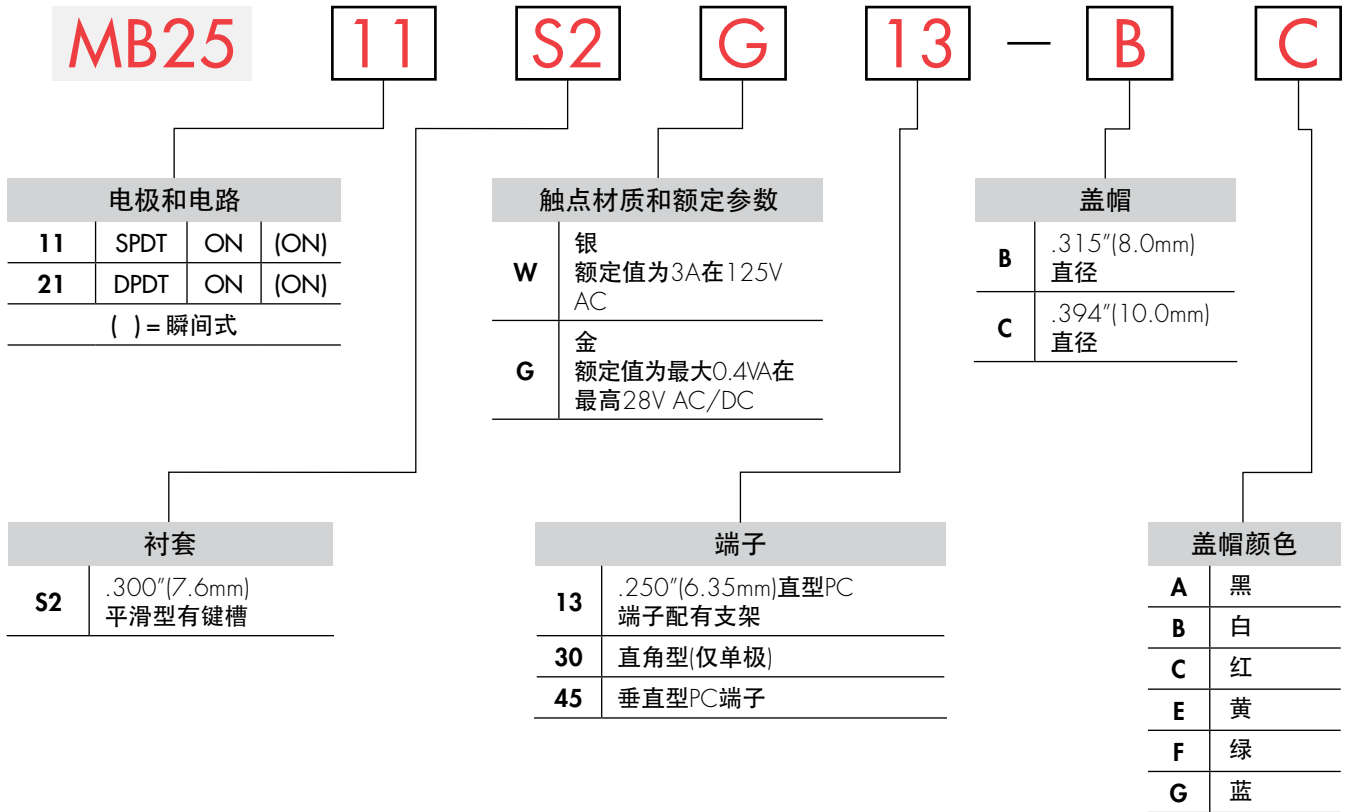 MB25 11 S2 G 13 — B C
电极和电路
11 SPDT ON (ON)
21 DPDT ON (ON)
( ) = 瞬间式
触点材质和额定参数
W 银
额定值为3A在125V
AC
G 金
额定值为最大0.4VA在
最高28V AC/DC
盖帽
B .315"(8.0mm)
直径
C .394"(10.0mm)
直径
衬套
S2 .300"(7.6mm)
平滑型有键槽
端子
13 .250"(6.35mm)直型PC
端子配有支架
30 直角型(仅单极)
45 垂直型PC端子
盖帽颜色
A 黑
B 白
C 红
E 黄
F 绿
G 蓝